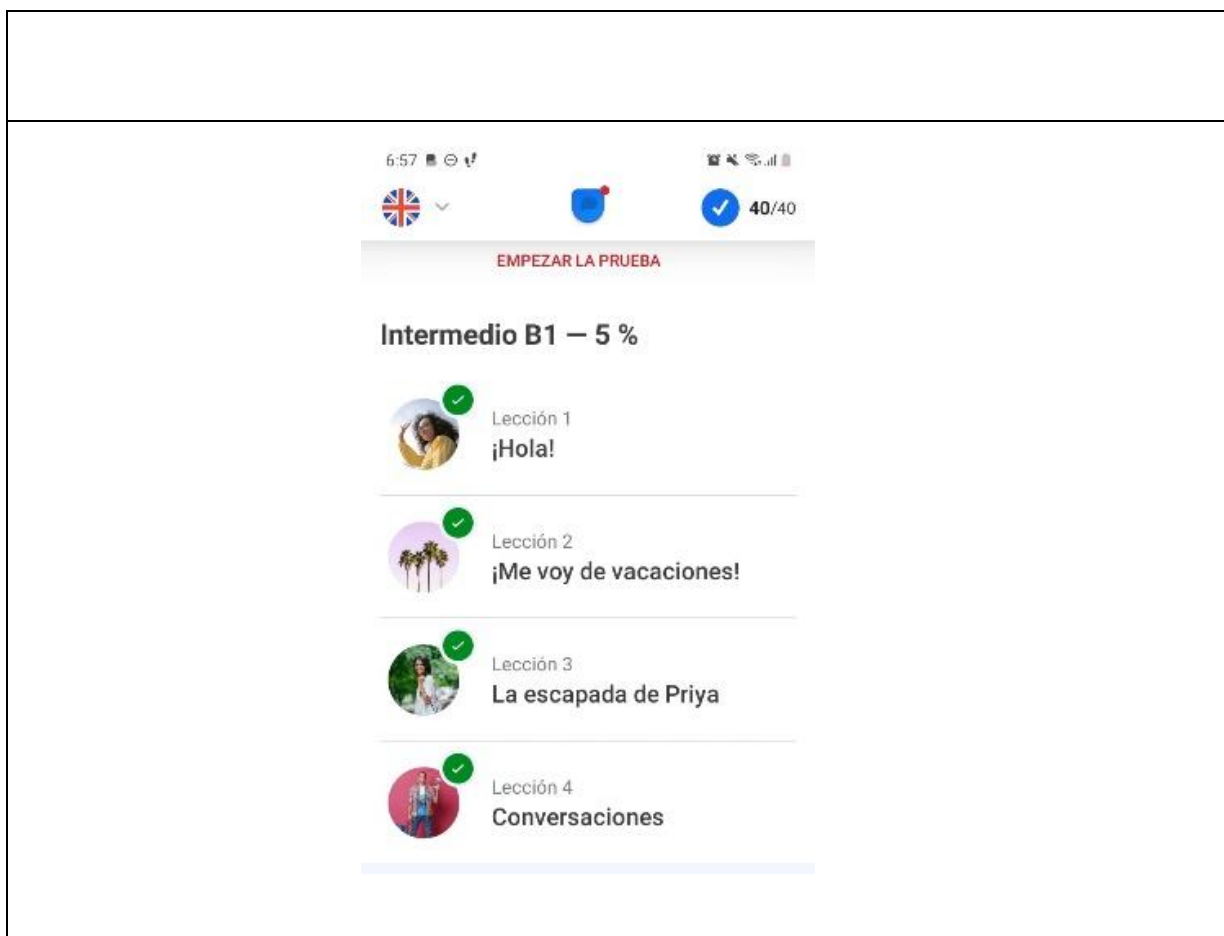 6:57
40/40
EMPEZAR LA PRUEBA
Intermedio B1 — 5 %
Lección 1
¡Hola!
Lección 2
¡Me voy de vacaciones!
Lección 3
La escapada de Priya
Lección 4
Conversaciones